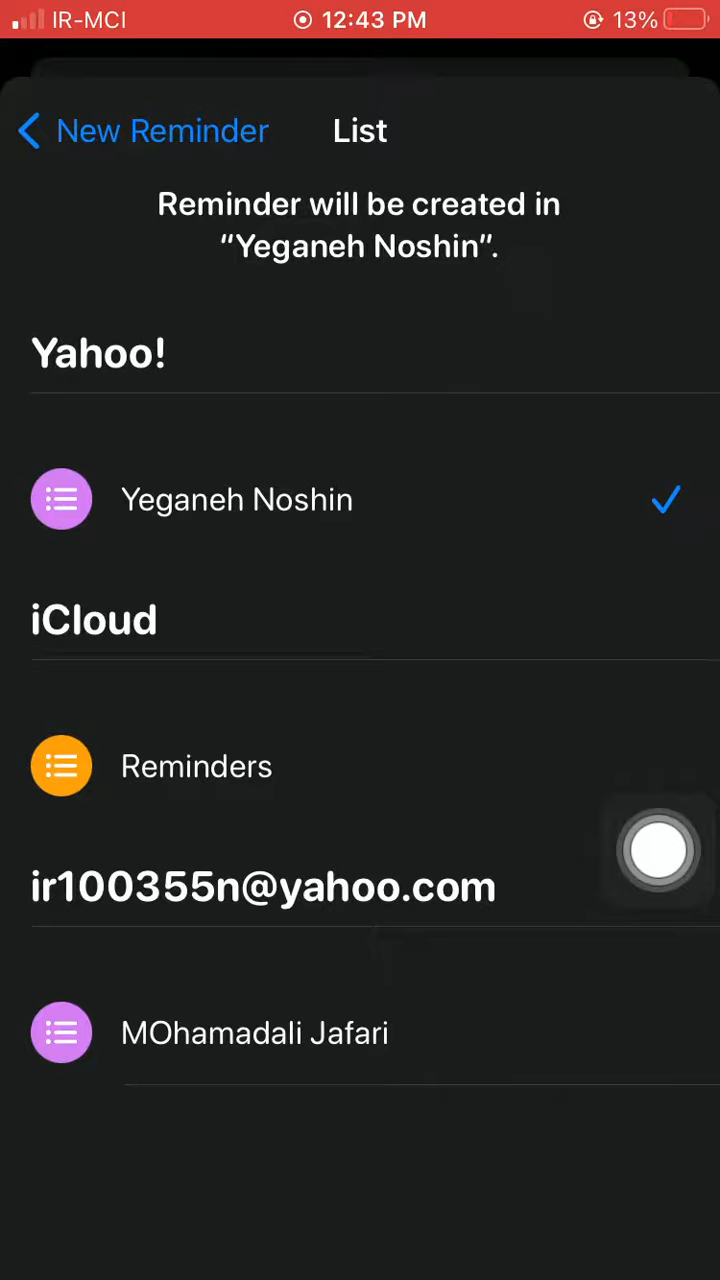 IR-MCI 12:43 PM 13%
New Reminder List
Reminder will be created in
“Yeganeh Noshin”.
Yahoo!
Yeganeh Noshin
iCloud
Reminders
ir100355n@yahoo.com
MOhamadali Jafari